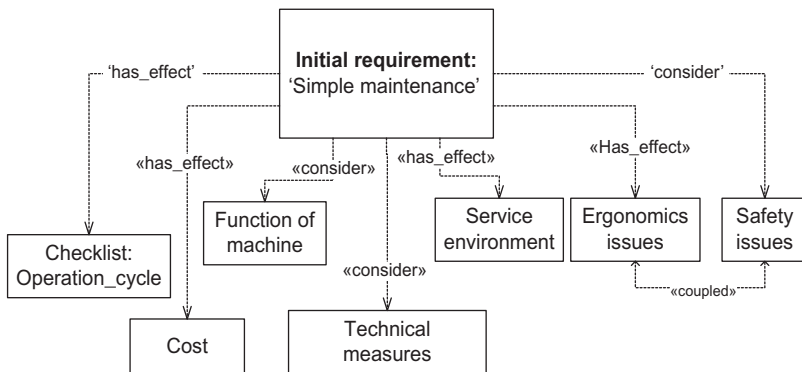 Initial requirement:
'Simple maintenance'
'has_effect'
'consider'
«has_effect»
«consider»
«has_effect»
«Has_effect»
Function of
machine
Service
environment
Ergonomics
issues
Safety
issues
Checklist:
Operation_cycle
«consider»
«coupled»
Cost
Technical
measures